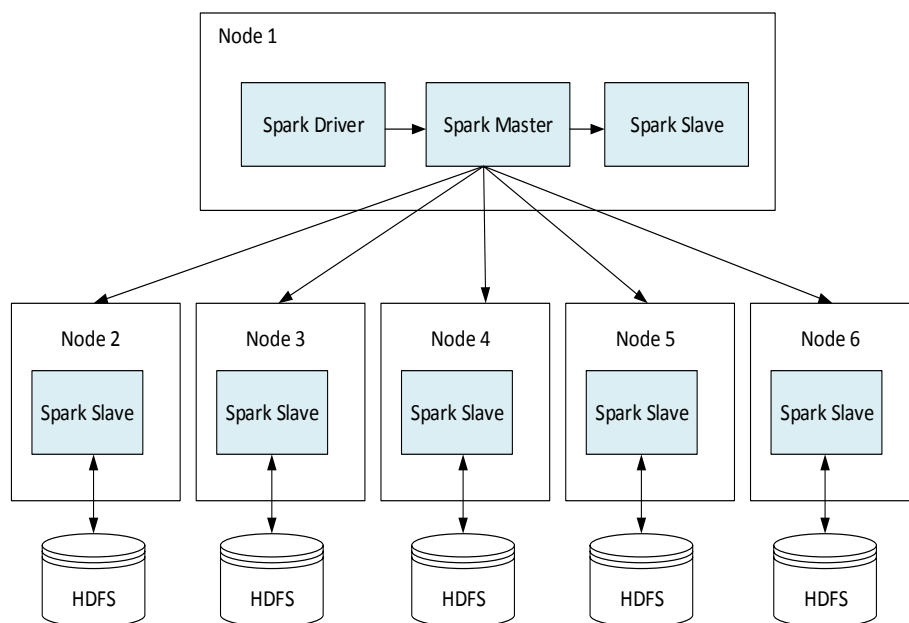 Node 1
Spark Driver
Spark Master
Spark Slave
Node 2
Node 3
Node 4
Node 5
Node 6
Spark Slave
Spark Slave
Spark Slave
Spark Slave
Spark Slave
HDFS
HDFS
HDFS
HDFS
HDFS